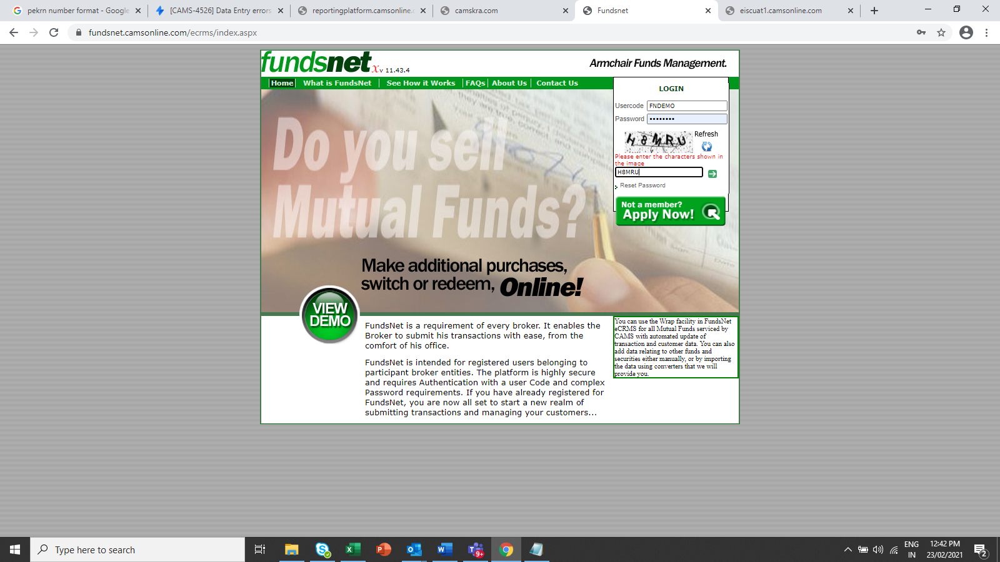 pekrn number format - Google
[CAMS-4526] Data Entry errors
reportingplatform.camsonline.c
camskra.com
Fundsnet
eiscuat1.camsonline.com
fundsnet.camsonline.com/ecrms/index.aspx
fundsnet Xv 11.43.4
Armchair Funds Management.
Home
What is FundsNet
See How it Works
FAQs
About Us
Contact Us
LOGIN
Usercode FNDEMO
Password ••••••••
H8MRU
Refresh
Please enter the characters shown in
the image
H8MRU
Reset Password
Not a member?
Apply Now!
Do you sell
Mutual Funds?
Make additional purchases,
switch or redeem, Online!
VIEW
DEMO
FundsNet is a requirement of every broker. It enables the
Broker to submit his transactions with ease, from the
comfort of his office.
FundsNet is intended for registered users belonging to
participant broker entities. The platform is highly secure
and requires Authentication with a user Code and complex
Password requirements. If you have already registered for
FundsNet, you are now all set to start a new realm of
submitting transactions and managing your customers...
You can use the Wrap facility in FundsNet
eCRMS for all Mutual Funds serviced by
CAMS with automated update of
transaction and customer data. You can also
add data relating to other funds and
securities either manually, or by importing
the data using converters that we will
provide you.
Type here to search
9+
ENG
IN
12:42 PM
23/02/2021
2